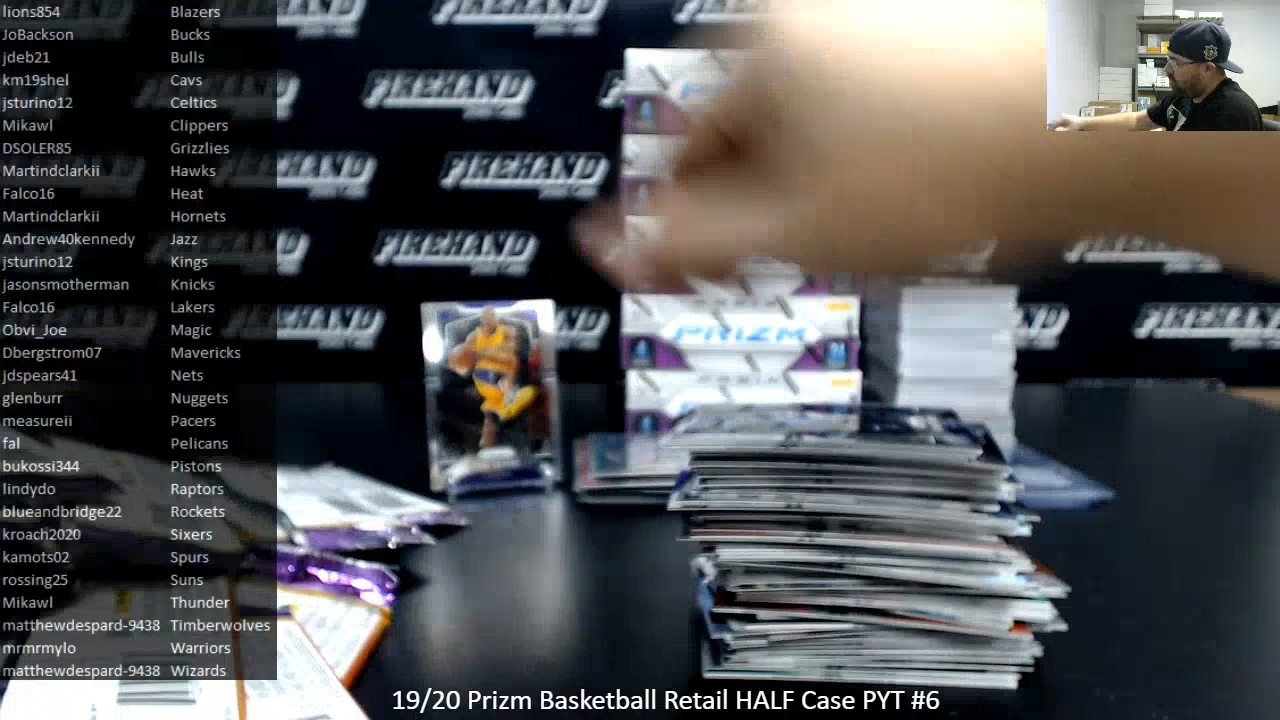 lions854 Blazers
JoBackson Bucks
jdeb21 Bulls
km19shel Cavs
jsturino12 Celtics
Mikawl Clippers
DSOLER85 Grizzlies
Martindclarkii Hawks
Falco16 Heat
Martindclarkii Hornets
Andrew40kennedy Jazz
jsturino12 Kings
jasonsmotherman Knicks
Falco16 Lakers
Obvi_Joe Magic
Dbergstrom07 Mavericks
jdspears41 Nets
glenburr Nuggets
measureii Pacers
fal Pelicans
bukossi344 Pistons
lindydo Raptors
blueandbridge22 Rockets
kroach2020 Sixers
kamots02 Spurs
rossing25 Suns
Mikawl Thunder
matthewdespard-9438 Timberwolves
mrmrmylo Warriors
matthewdespard-9438 Wizards
FIREHAND
FIREHAND
FIREHAND
FIREHAND
PRIZM
19/20 Prizm Basketball Retail HALF Case PYT #6